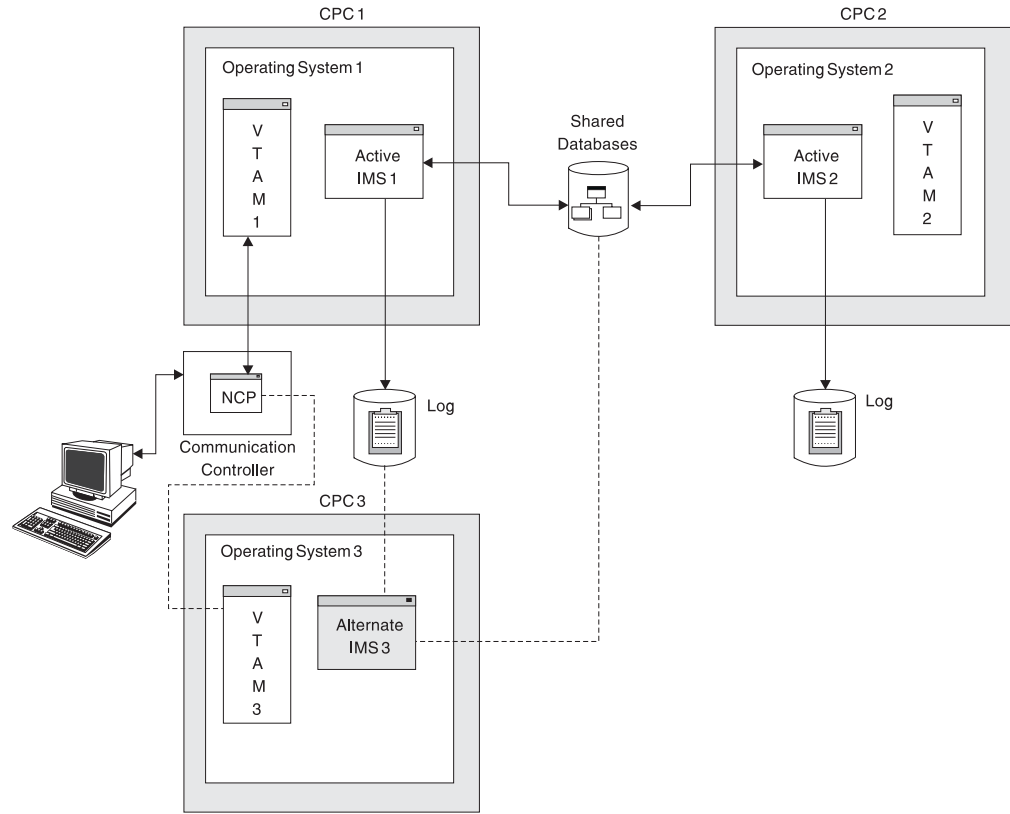 CPC 1
CPC 2
Operating System 1
Operating System 2
V
T
A
M
1
Active
IMS 1
Shared
Databases
Active
IMS 2
V
T
A
M
2
NCP
Communication
Controller
Log
Log
CPC 3
Operating System 3
V
T
A
M
3
Alternate
IMS 3